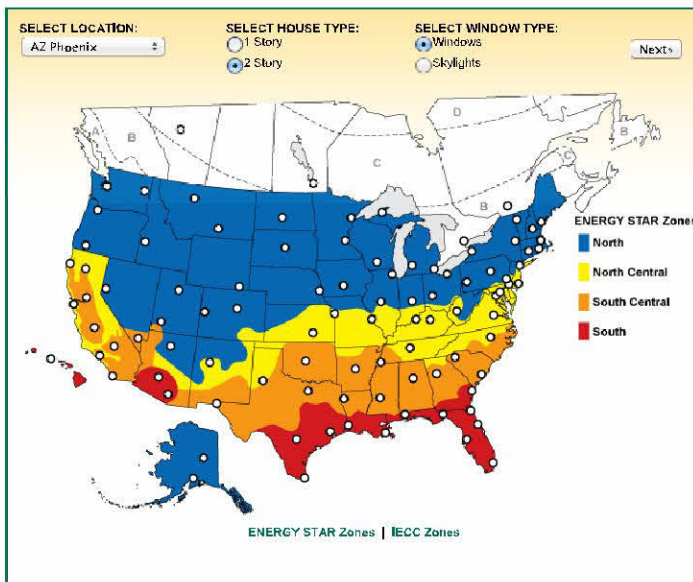 SELECT LOCATION:
SELECT HOUSE TYPE:
SELECT WINDOW TYPE:
AZ Phoenix
1 Story
Windows
Next»
2 Story
Skylights
D
A
B
B
C
C
B
ENERGY STAR Zones
North
North Central
South Central
South
ENERGY STAR Zones | IECC Zones